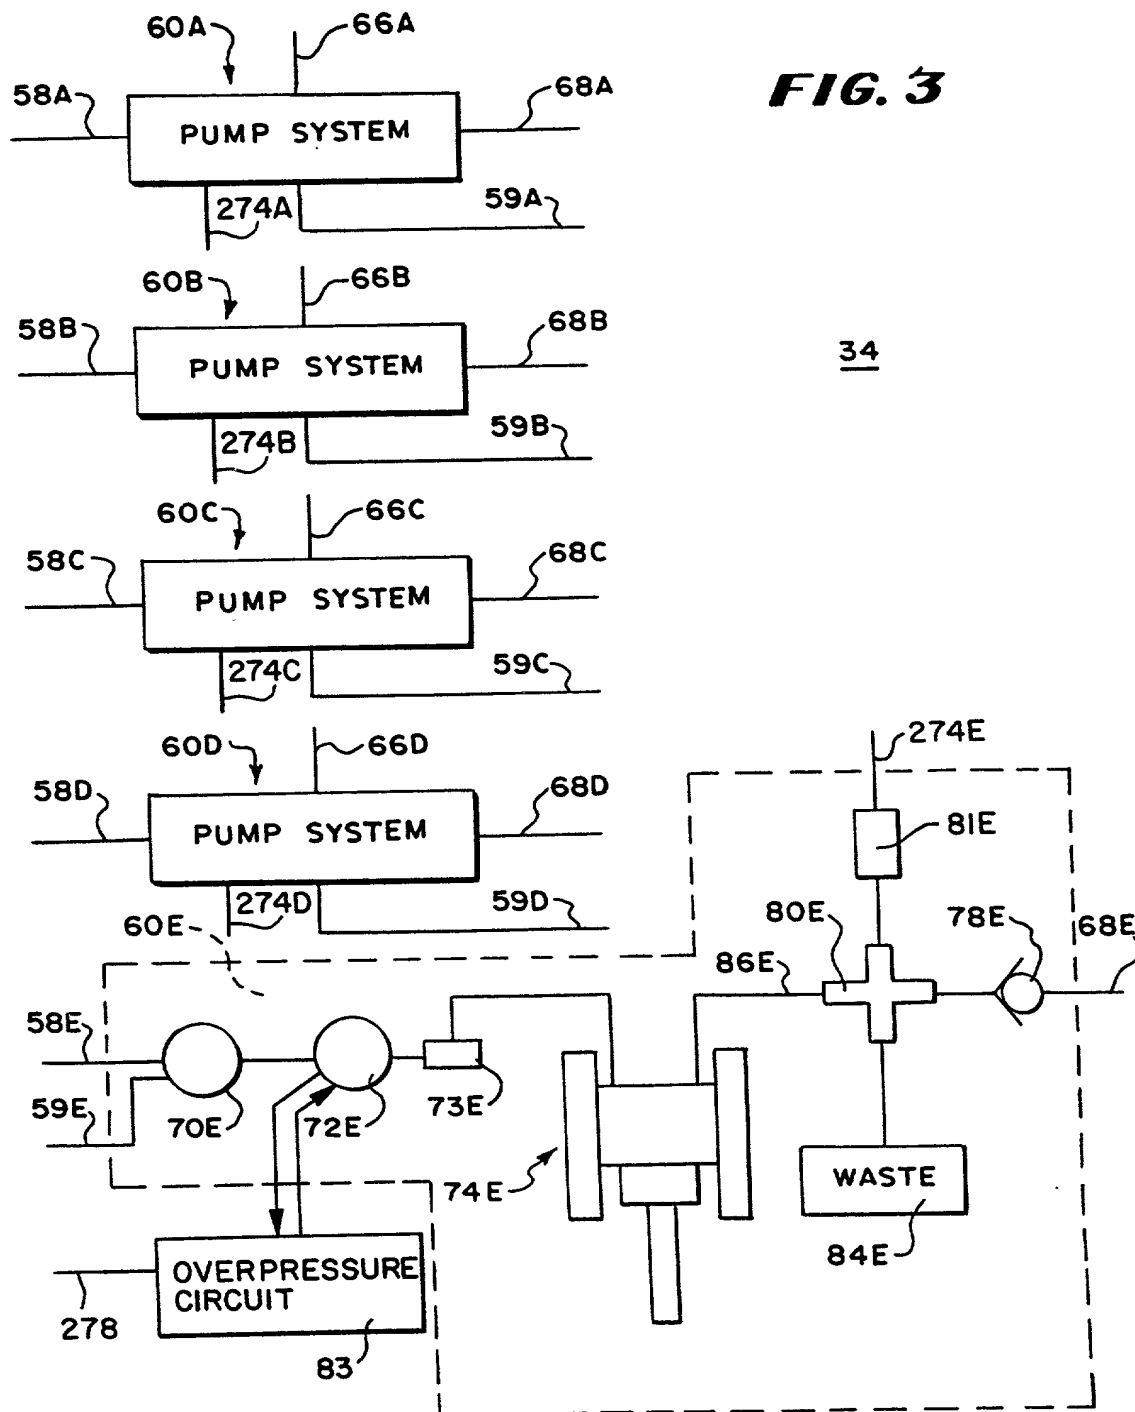 60A
66A
FIG. 3
58A
68A
PUMP SYSTEM
274A
59A
60B
66B
58B
68B
34
PUMP SYSTEM
274B
59B
60C
66C
58C
68C
PUMP SYSTEM
274C
59C
60D
66D
274E
58D
68D
PUMP SYSTEM
81E
274D
59D
60E
80E
78E
68E
86E
58E
59E
70E
72E
73E
74E
WASTE
84E
OVERPRESSURE
CIRCUIT
278
83